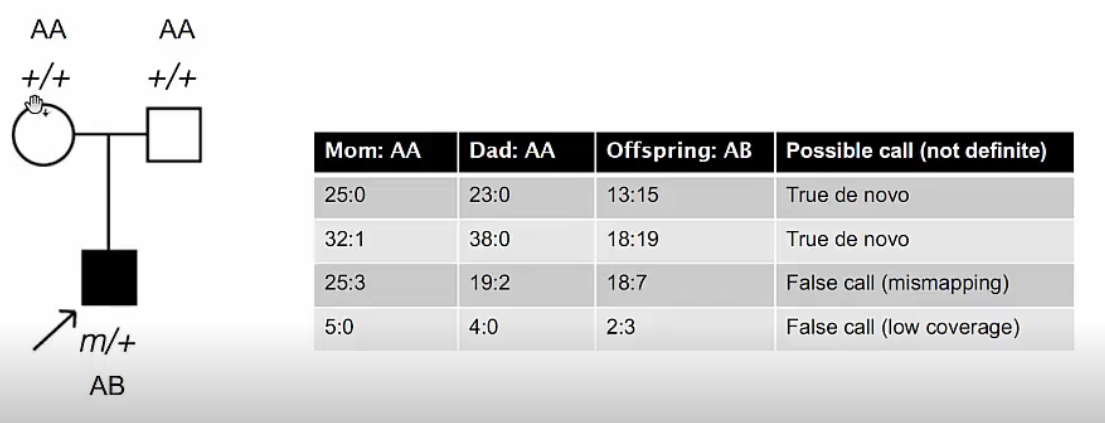 AA AA
+/+ +/+
Mom: AA Dad: AA Offspring: AB Possible call (not definite)
25:0 23:0 13:15 True de novo
32:1 38:0 18:19 True de novo
25:3 19:2 18:7 False call (mismapping)
5:0 4:0 2:3 False call (low coverage)
m/+
AB